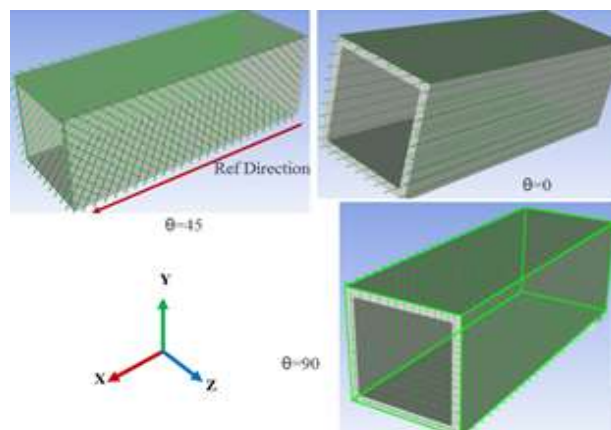 Ref Direction
θ=45
θ=0
Y
X
Z
θ=90